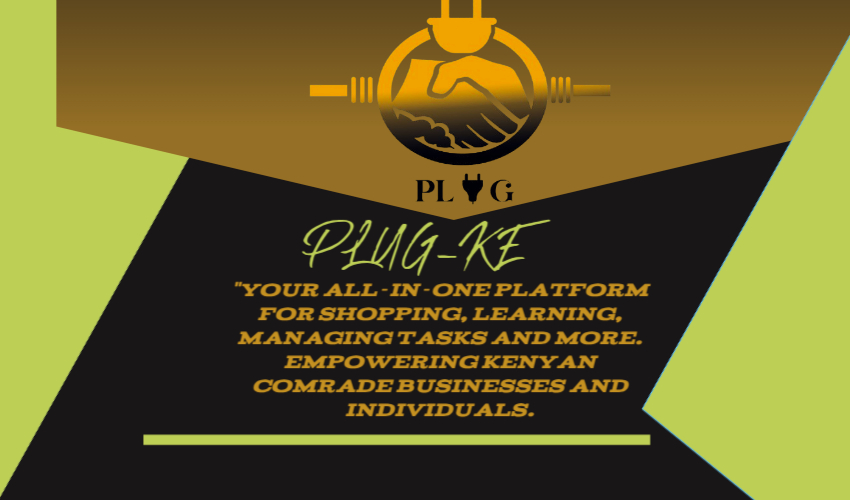 PL G
PLUG-KE
"YOUR ALL-IN-ONE PLATFORM
FOR SHOPPING, LEARNING,
MANAGING TASKS AND MORE.
EMPOWERING KENYAN
COMRADE BUSINESSES AND
INDIVIDUALS.